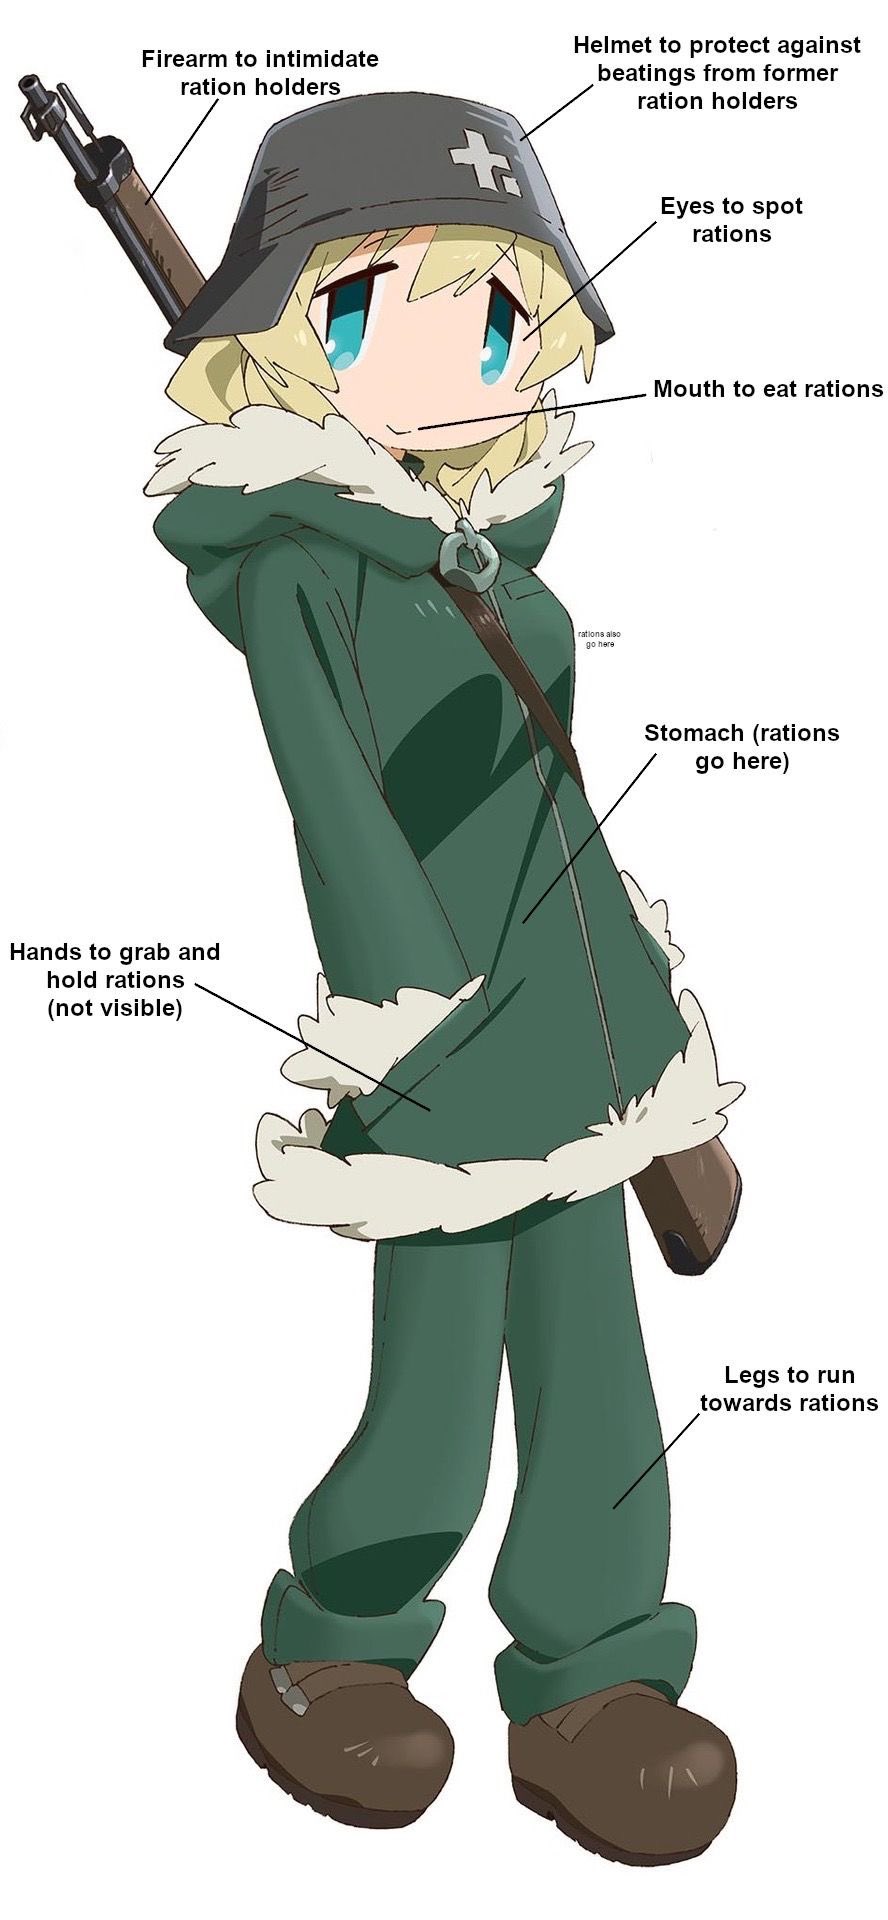 Firearm to intimidate
ration holders
Helmet to protect against
beatings from former
ration holders
Eyes to spot
rations
Mouth to eat rations
rations also
go here
Stomach (rations
go here)
Hands to grab and
hold rations
(not visible)
Legs to run
towards rations